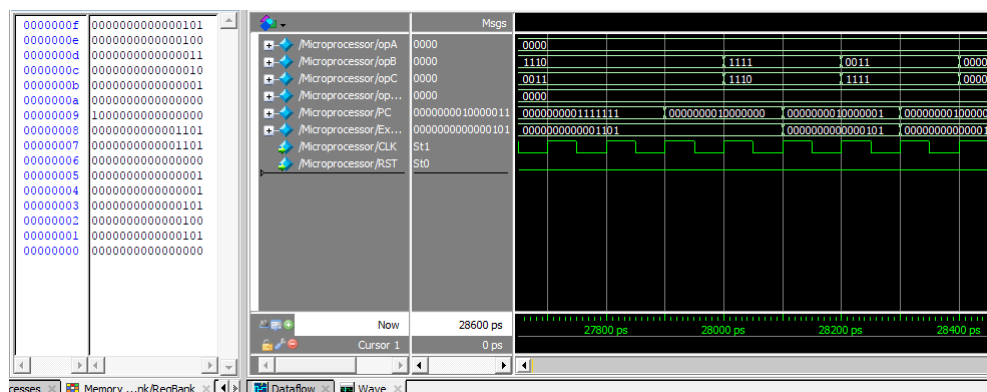 0000000f 0000000000000101
0000000e 0000000000000100
0000000d 0000000000000011
0000000c 0000000000000010
0000000b 0000000000000001
0000000a 0000000000000000
00000009 1000000000000000
00000008 0000000000001101
00000007 0000000000001101
00000006 0000000000000000
00000005 0000000000000001
00000004 0000000000000001
00000003 0000000000000101
00000002 0000000000000100
00000001 0000000000000101
00000000 0000000000000000
Msgs
/Microprocessor/opA 0000 0000
/Microprocessor/opB 0000 1110 1111 0011 0000
/Microprocessor/opC 0000 0011 1110 1111 0000
/Microprocessor/op... 0000 0000
/Microprocessor/PC 0000000010000011 0000000001111111 0000000010000000 0000000010000001 00000000100000
/Microprocessor/Ex... 0000000000000101 0000000000001101 0000000000000101 00000000000001
/Microprocessor/CLK St1
/Microprocessor/RST St0
Now 28600 ps 27800 ps 28000 ps 28200 ps 28400 ps
Cursor 1 0 ps
cesses Memory ...nk/RegBank Dataflow Wave